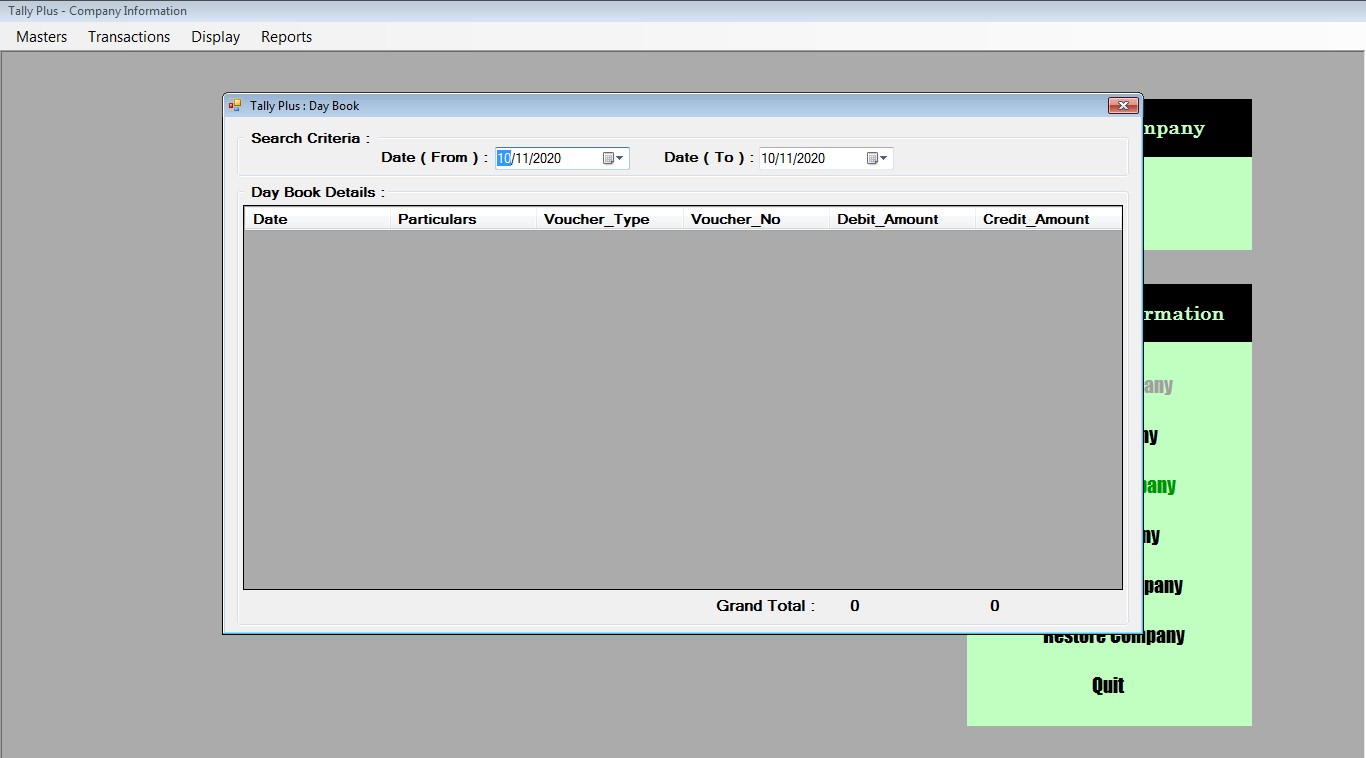 Tally Plus - Company Information
Masters Transactions Display Reports
Tally Plus : Day Book
Search Criteria :
Date ( From ) : 10/11/2020 Date ( To ) : 10/11/2020
Day Book Details :
Date Particulars Voucher_Type Voucher_No Debit_Amount Credit_Amount
Grand Total : 0 0
mpany
rmation
any
ny
pany
ny
pany
Restore Company
Quit